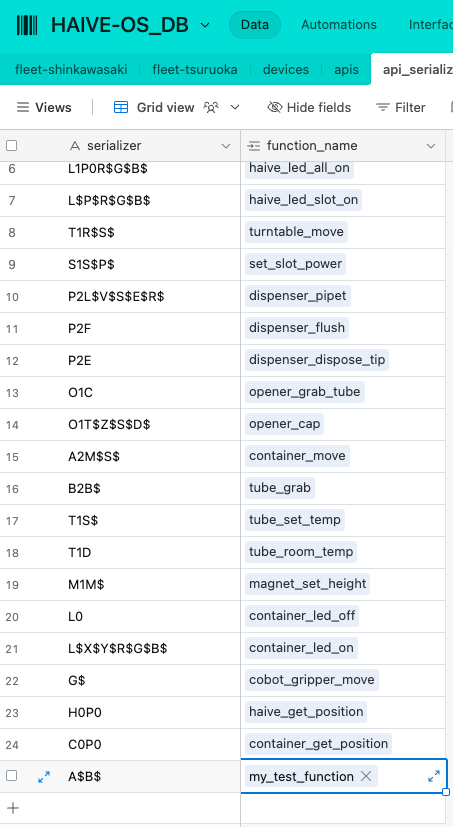 HAIVE-OS_DB Data Automations Interfac
fleet-shinkawasaki fleet-tsuruoka devices apis api_serializ
Views Grid view Hide fields Filter
A serializer function_name
6 L1P0R$G$B$ haive_led_all_on
7 L$P$R$G$B$ haive_led_slot_on
8 T1R$S$ turntable_move
9 S1S$P$ set_slot_power
10 P2L$V$S$E$R$ dispenser_pipet
11 P2F dispenser_flush
12 P2E dispenser_dispose_tip
13 O1C opener_grab_tube
14 O1T$Z$S$D$ opener_cap
15 A2M$S$ container_move
16 B2B$ tube_grab
17 T1S$ tube_set_temp
18 T1D tube_room_temp
19 M1M$ magnet_set_height
20 L0 container_led_off
21 L$X$Y$R$G$B$ container_led_on
22 G$ cobot_gripper_move
23 H0P0 haive_get_position
24 C0P0 container_get_position
A$B$ my_test_function